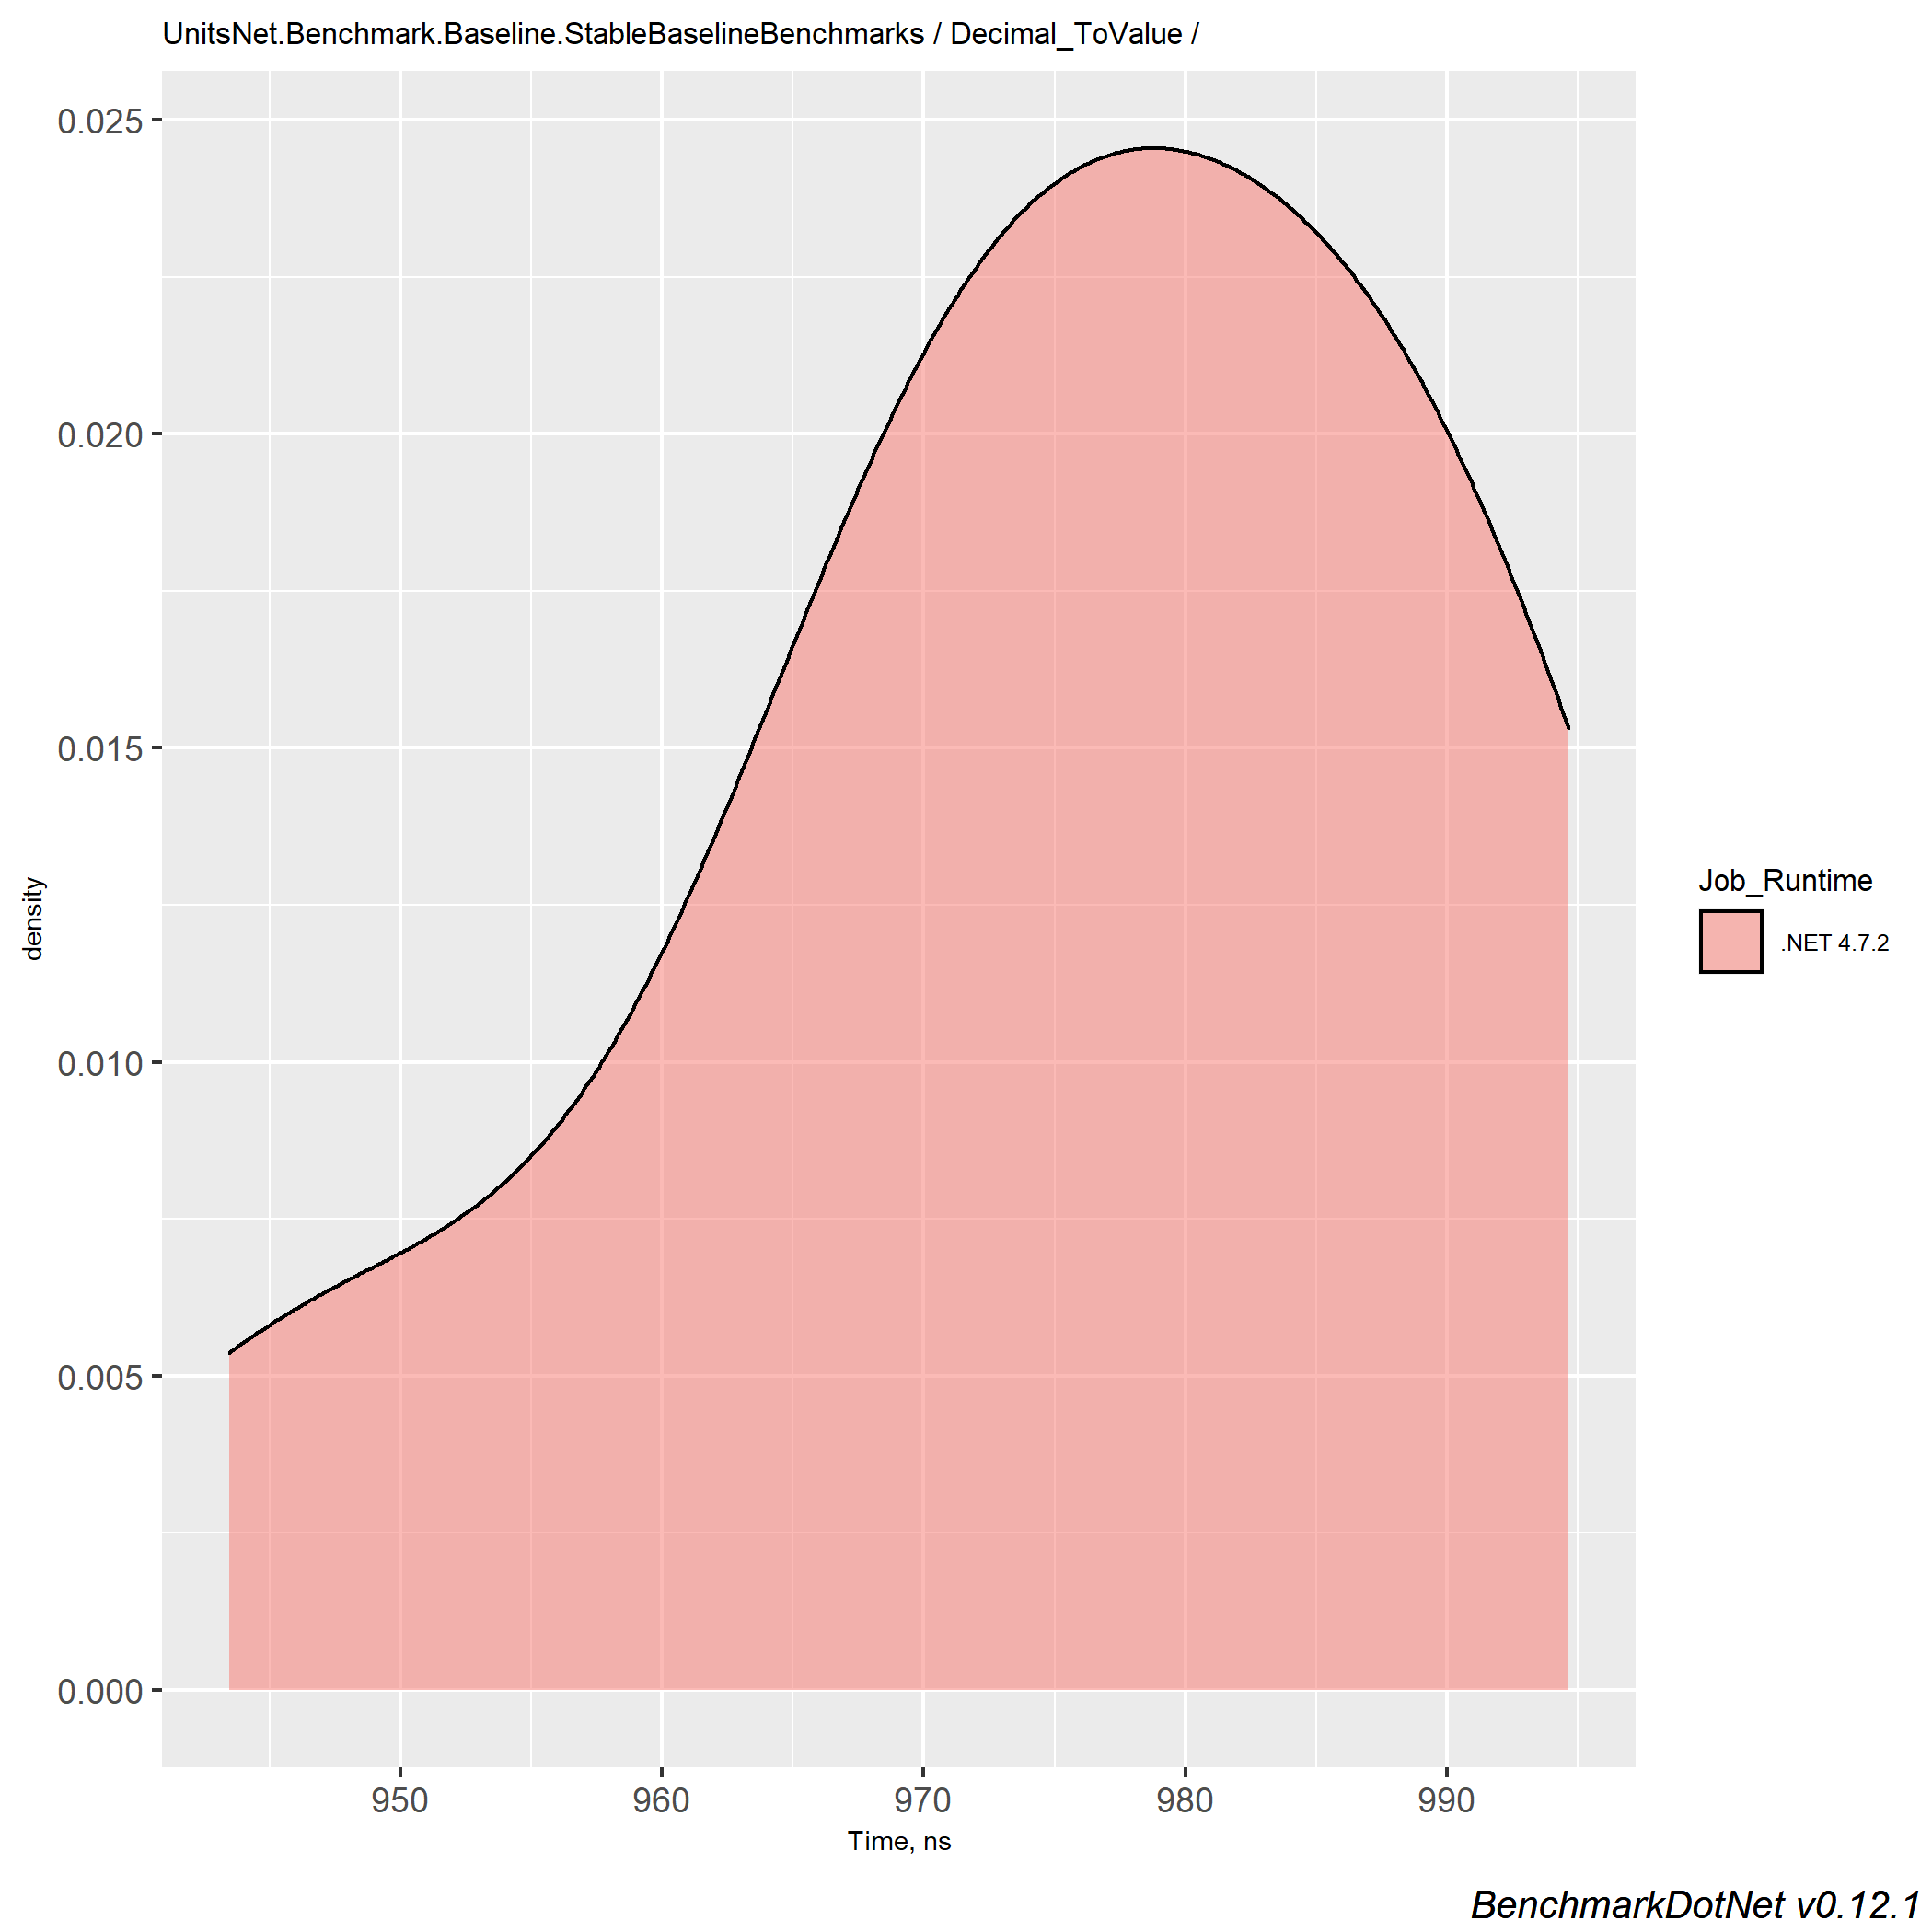 UnitsNet.Benchmark.Baseline.StableBaselineBenchmarks / Decimal_ToValue /
0.025
0.020
0.015
0.010
0.005
0.000
density
950 960 970 980 990
Time, ns
Job_Runtime
.NET 4.7.2
BenchmarkDotNet v0.12.1